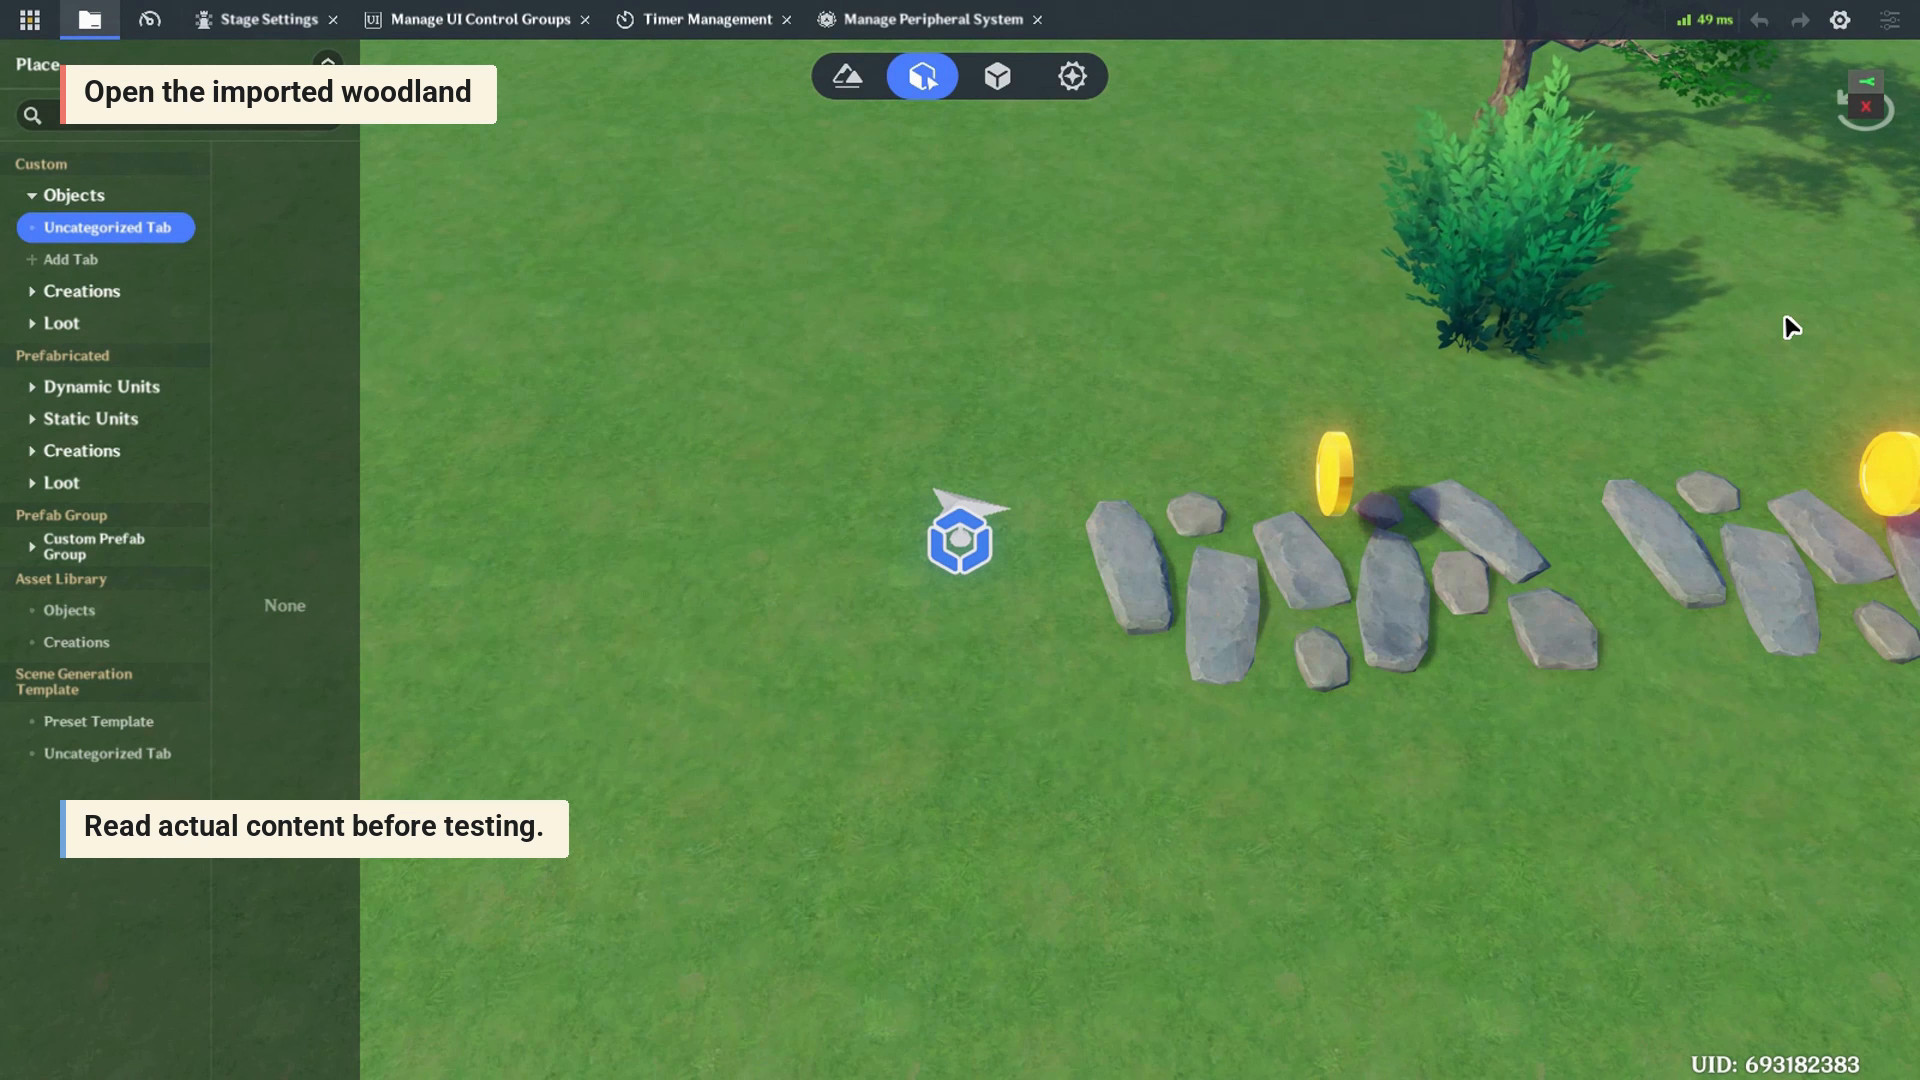 Stage Settings
Manage UI Control Groups
Timer Management
Manage Peripheral System
49 ms
Open the imported woodland
Custom
Objects
Uncategorized Tab
Add Tab
Creations
Loot
Prefabricated
Dynamic Units
Static Units
Creations
Loot
Prefab Group
Custom Prefab
Group
Asset Library
Objects
None
Creations
Scene Generation
Template
Preset Template
Uncategorized Tab
Read actual content before testing.
UID: 693182383